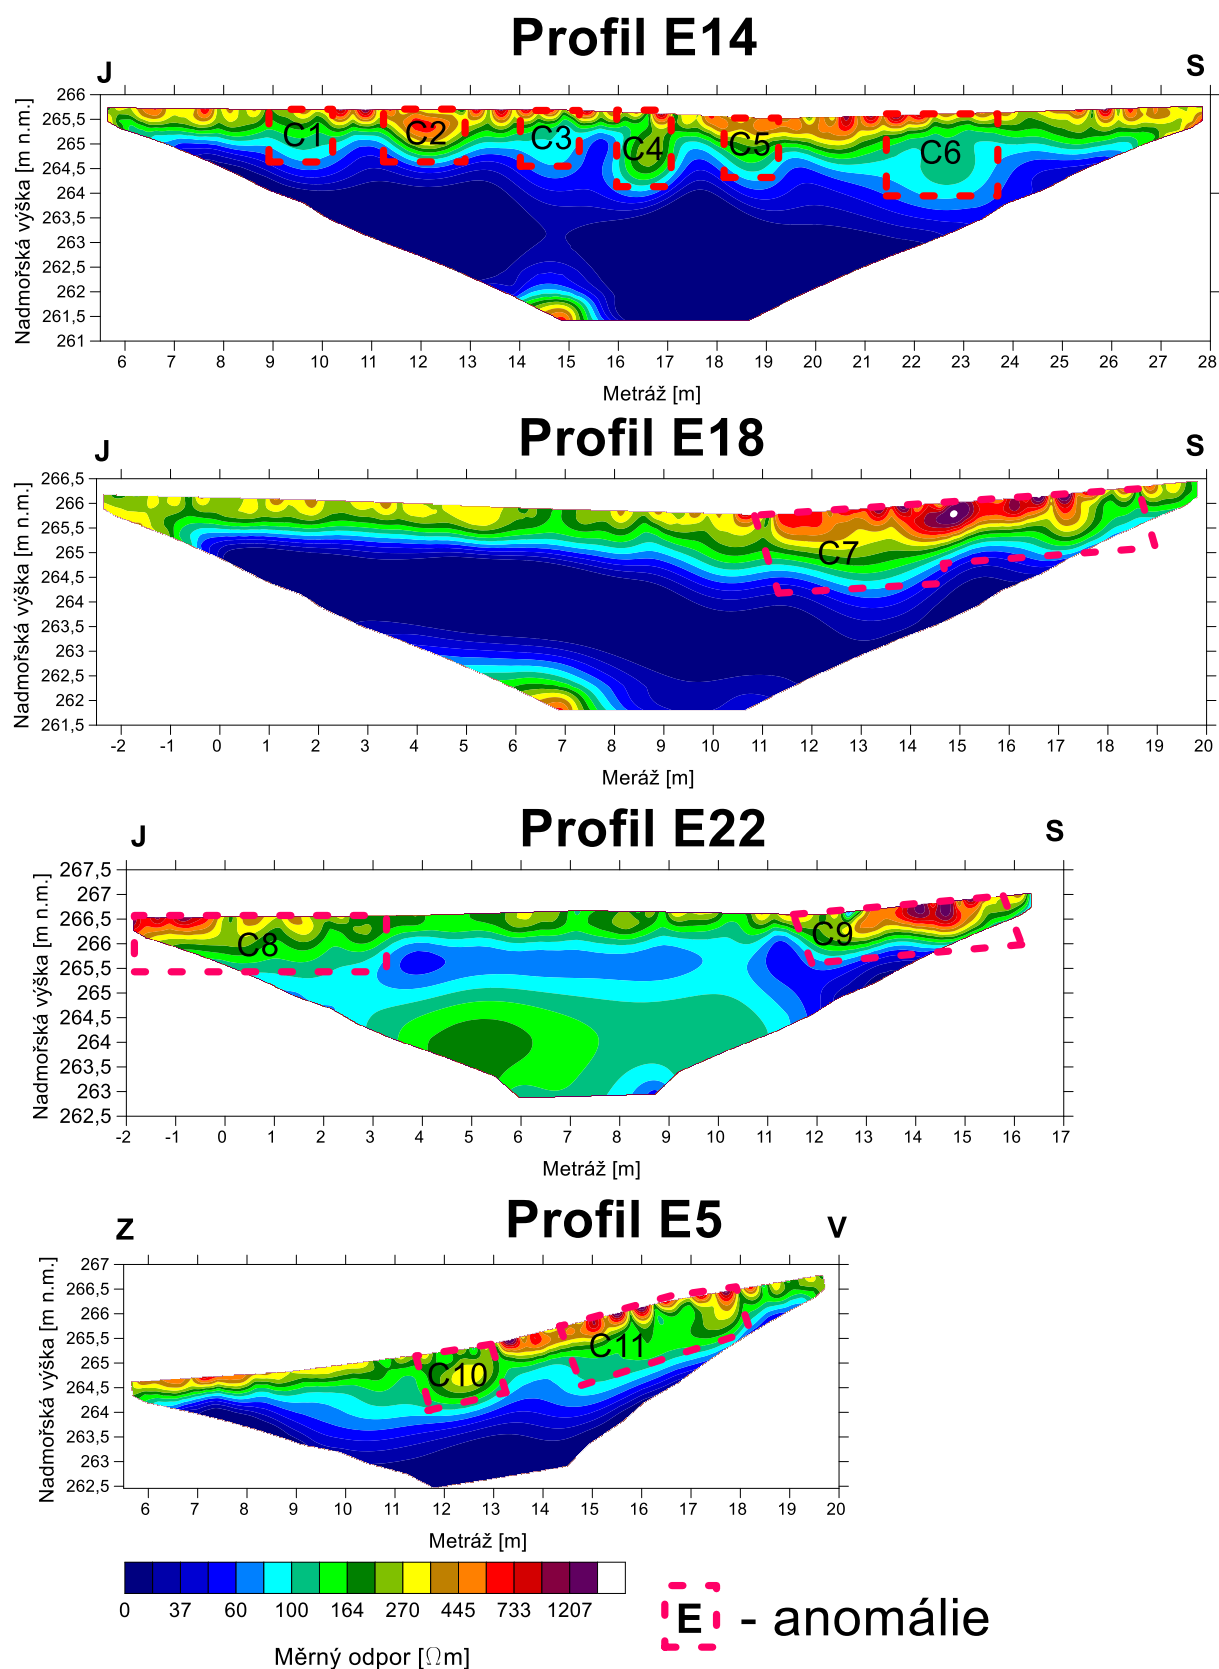 Profil E14
J S
Nadmořská výška [m n.m.]
266
265,5
265
264,5
264
263,5
263
262,5
262
261,5
261
C1 C2 C3 C4 C5 C6
6 7 8 9 10 11 12 13 14 15 16 17 18 19 20 21 22 23 24 25 26 27 28
Metráž [m]
Profil E18
J S
Nadmořská výška [m n.m.]
266,5
266
265,5
265
264,5
264
263,5
263
262,5
262
261,5
C7
-2 -1 0 1 2 3 4 5 6 7 8 9 10 11 12 13 14 15 16 17 18 19 20
Meráž [m]
Profil E22
J S
Nadmořská výška [m n.m.]
267,5
267
266,5
266
265,5
265
264,5
264
263,5
263
262,5
C8 C9
-2 -1 0 1 2 3 4 5 6 7 8 9 10 11 12 13 14 15 16 17
Metráž [m]
Profil E5
Z V
Nadmořská výška [m n.m.]
267
266,5
266
265,5
265
264,5
264
263,5
263
262,5
C10 C11
6 7 8 9 10 11 12 13 14 15 16 17 18 19 20
Metráž [m]
0 37 60 100 164 270 445 733 1207
Měrný odpor [Ωm]
E - anomálie